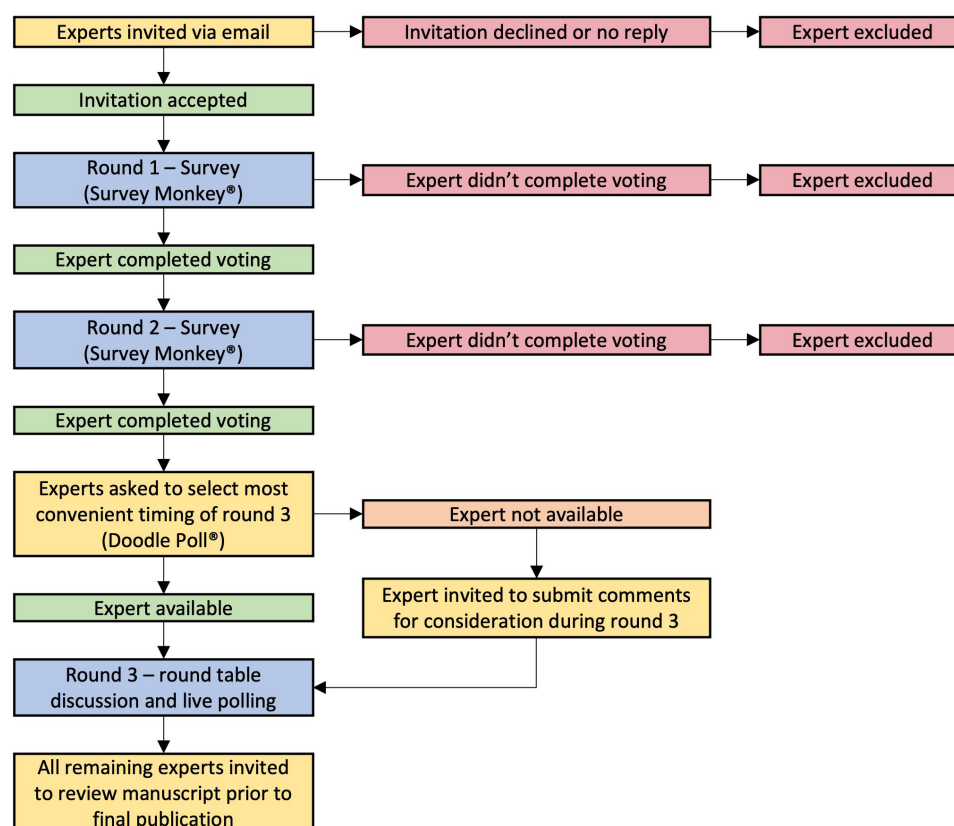 Experts invited via email
Invitation declined or no reply
Expert excluded
Invitation accepted
Round 1 – Survey
(Survey Monkey®)
Expert didn't complete voting
Expert excluded
Expert completed voting
Round 2 – Survey
(Survey Monkey®)
Expert didn't complete voting
Expert excluded
Expert completed voting
Experts asked to select most
convenient timing of round 3
(Doodle Poll®)
Expert not available
Expert invited to submit comments
for consideration during round 3
Expert available
Round 3 – round table
discussion and live polling
All remaining experts invited
to review manuscript prior to
final publication